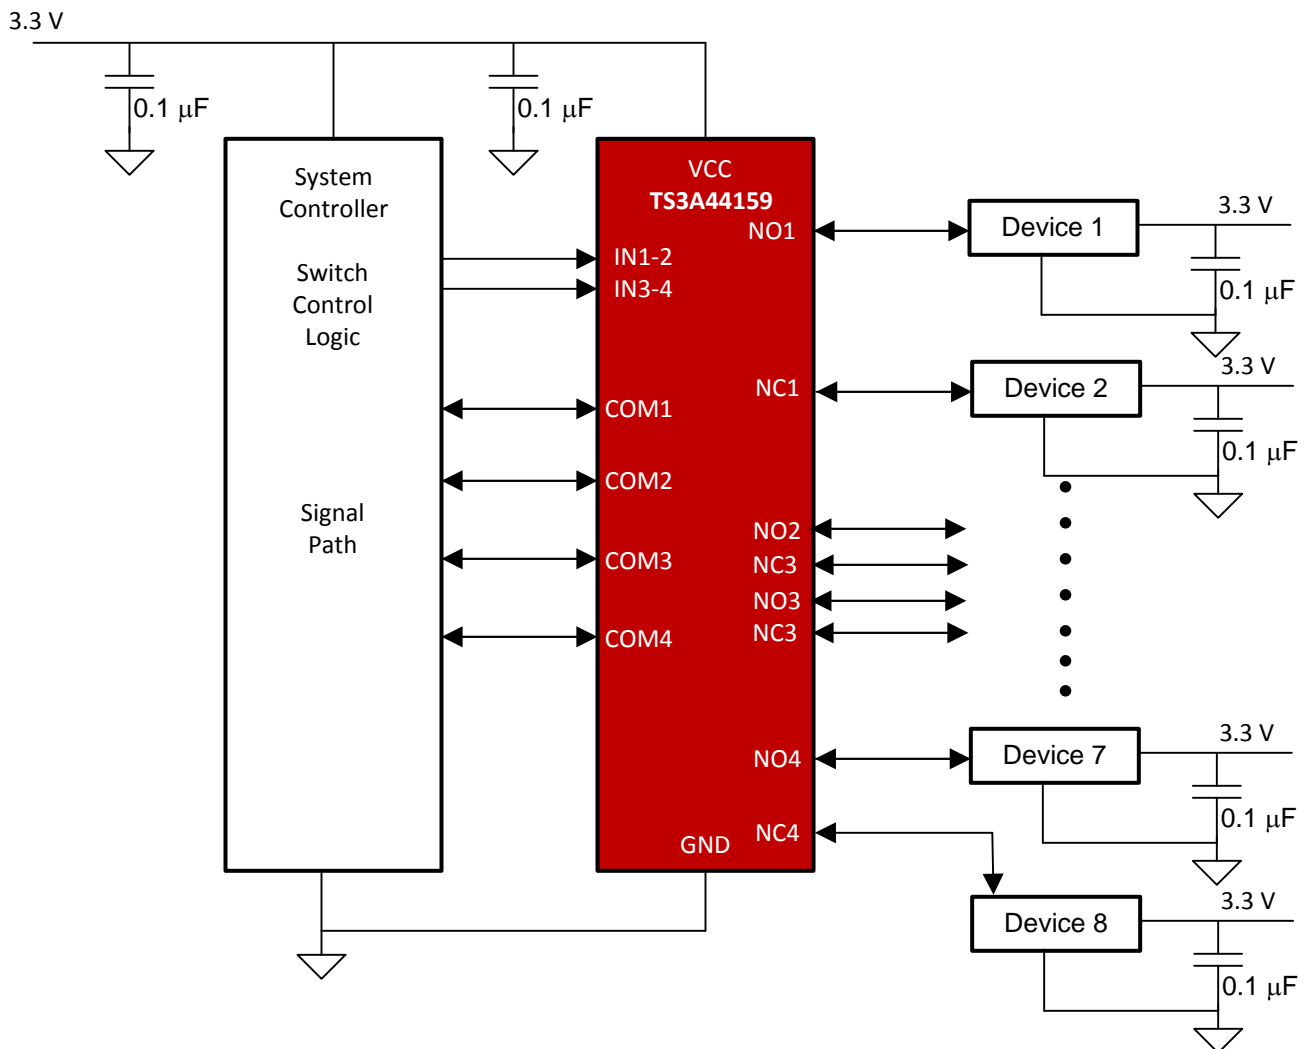 3.3 V
0.1 μF
0.1 μF
System
Controller
Switch
Control
Logic
Signal
Path
VCC
TS3A44159
IN1-2
IN3-4
COM1
COM2
COM3
COM4
NO1
NC1
NO2
NC3
NO3
NC3
NO4
NC4
GND
Device 1
3.3 V
0.1 μF
Device 2
3.3 V
0.1 μF
Device 7
3.3 V
0.1 μF
Device 8
3.3 V
0.1 μF